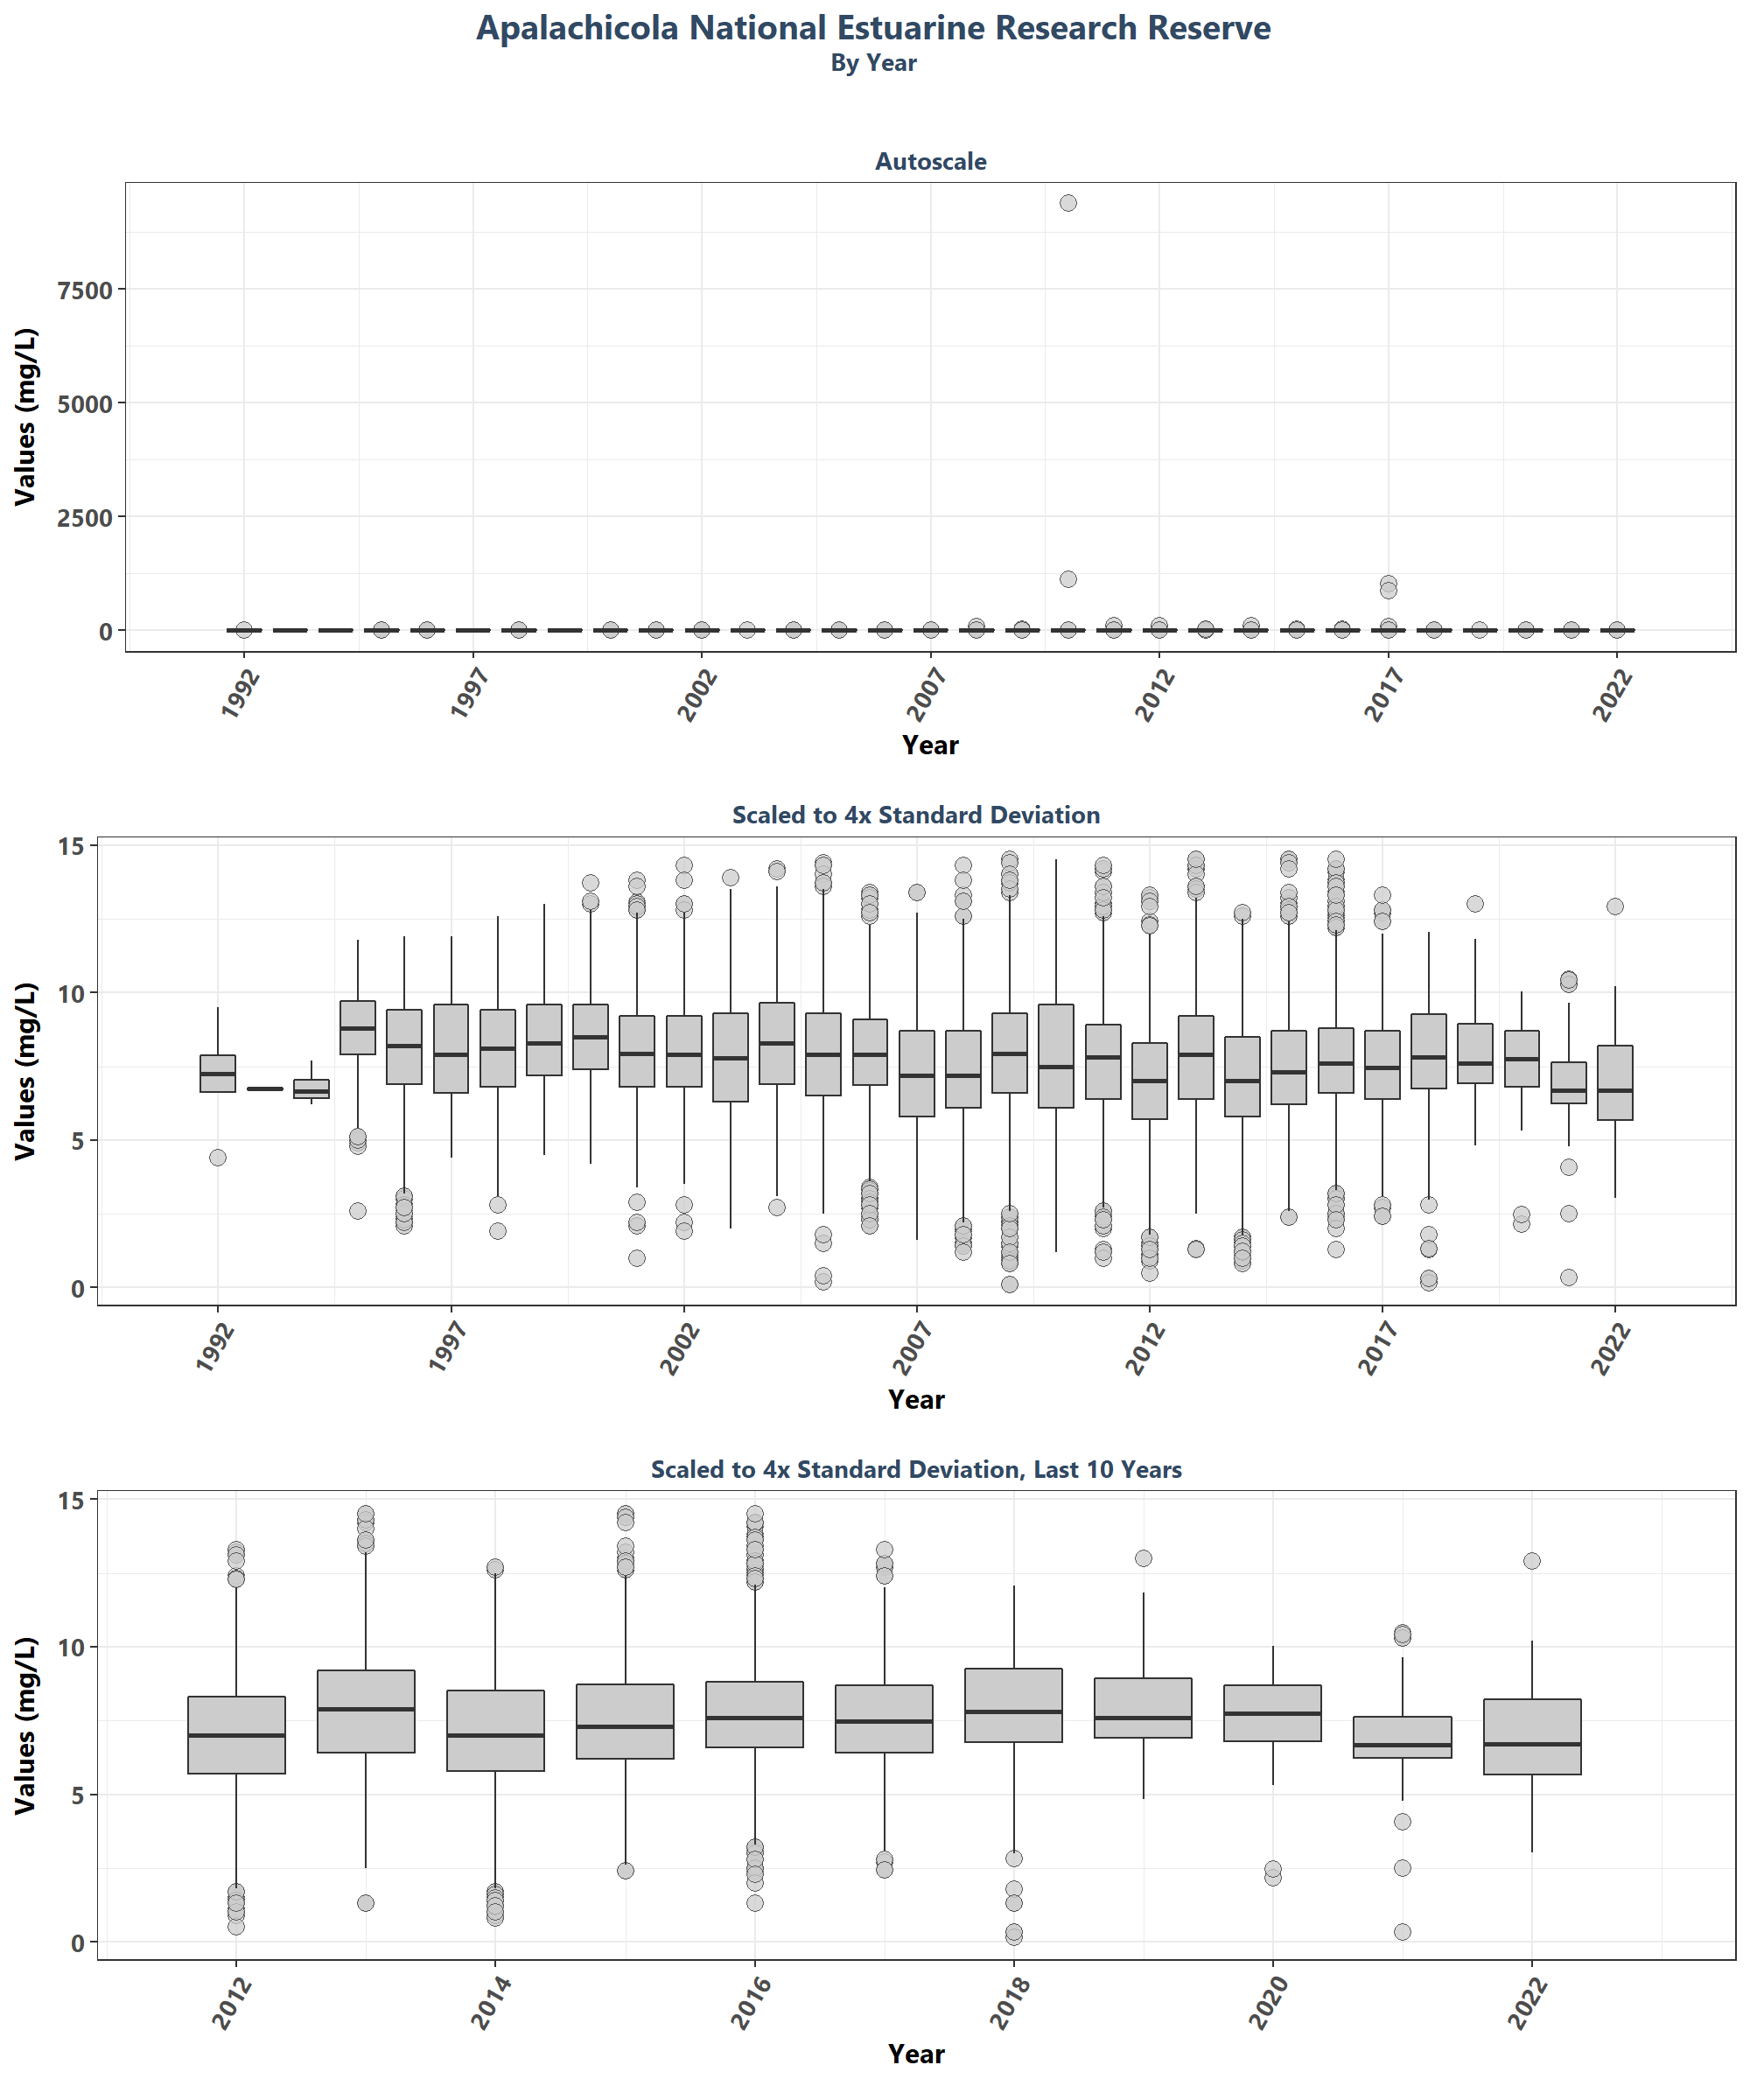 Apalachicola National Estuarine Research Reserve
By Year
Autoscale
Values (mg/L)
7500
5000
2500
0
1992 1997 2002 2007 2012 2017 2022
Year
Scaled to 4x Standard Deviation
Values (mg/L)
15
10
5
0
1992 1997 2002 2007 2012 2017 2022
Year
Scaled to 4x Standard Deviation, Last 10 Years
Values (mg/L)
15
10
5
0
2012 2014 2016 2018 2020 2022
Year